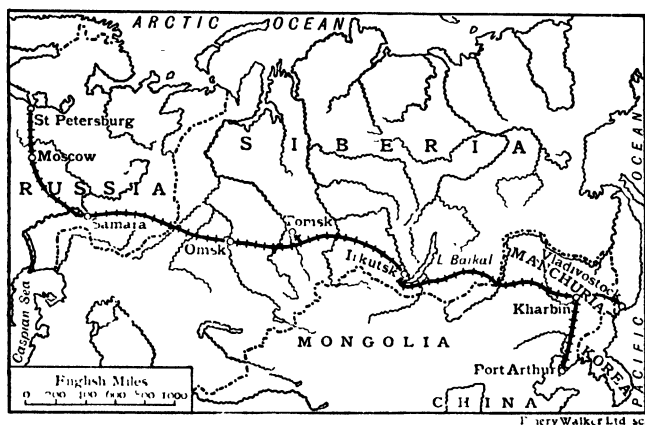 ARCTIC OCEAN
St Petersburg
Moscow
RUSSIA
SIBERIA
Samara
Omsk
Tomsk
Irkutsk
L. Baikal
MANCHURIA
Vladivostock
Kharbin
MONGOLIA
Port Arthur
KOREA
CHINA
Caspian Sea
PACIFIC OCEAN
English Miles
0 200 400 600 800 1000
Emery Walker Ltd. sc.